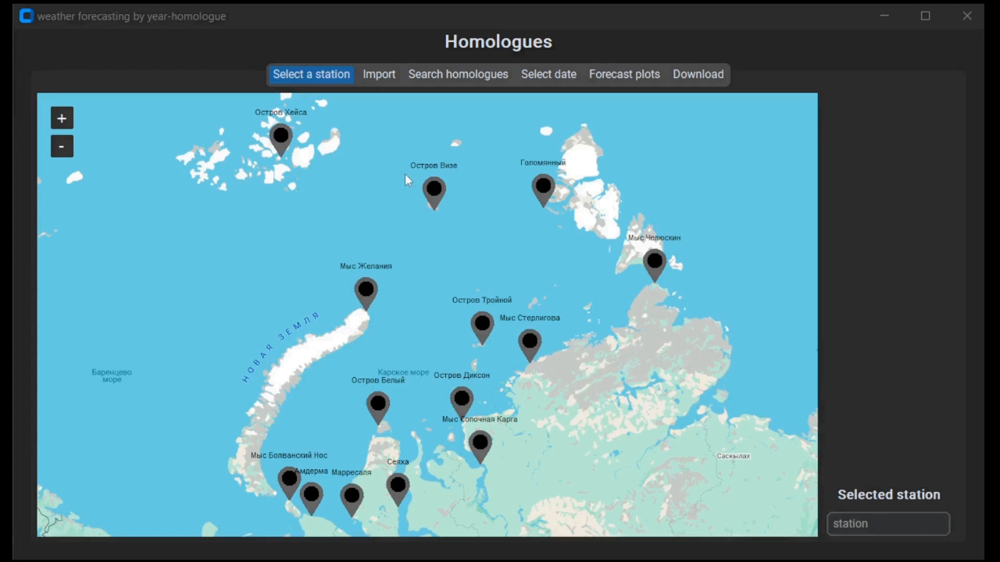 weather forecasting by year-homologue
Homologues
Select a station
Import
Search homologues
Select date
Forecast plots
Download
+
-
Остров Хейса
Остров Визе
Голомянный
Мыс Челюскин
Мыс Желания
Остров Тройной
Мыс Стерлигова
НОВАЯ ЗЕМЛЯ
Баренцево
море
Карское море
Остров Белый
Остров Диксон
Мыс Сопочная Карга
Мыс Болванский Нос
Амдерма
Марресаля
Сеяха
Саскылах
Selected station
station